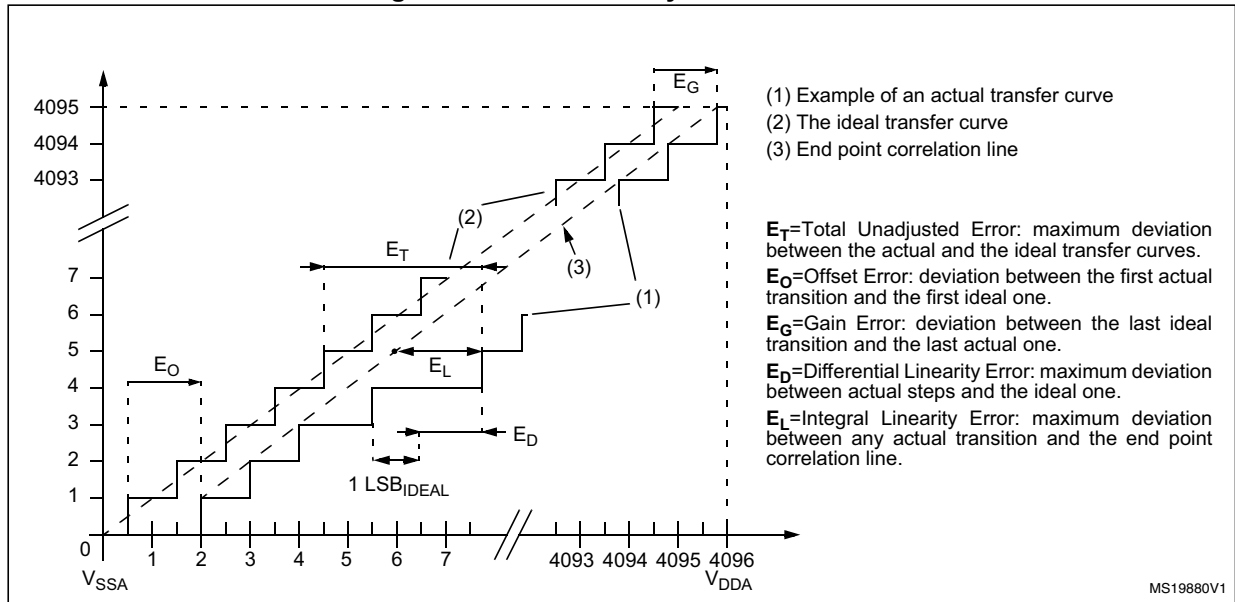 E_G
4095
4094
4093
7
6
5
4
3
2
1
0
(1) Example of an actual transfer curve
(2) The ideal transfer curve
(3) End point correlation line
(2)
(3)
(1)
E_T
E_O
E_L
E_D
1 LSB_IDEAL
E_T=Total Unadjusted Error: maximum deviation
between the actual and the ideal transfer curves.
E_O=Offset Error: deviation between the first actual
transition and the first ideal one.
E_G=Gain Error: deviation between the last ideal
transition and the last actual one.
E_D=Differential Linearity Error: maximum deviation
between actual steps and the ideal one.
E_L=Integral Linearity Error: maximum deviation
between any actual transition and the end point
correlation line.
1 2 3 4 5 6 7 4093 4094 4095 4096
V_SSA V_DDA
MS19880V1